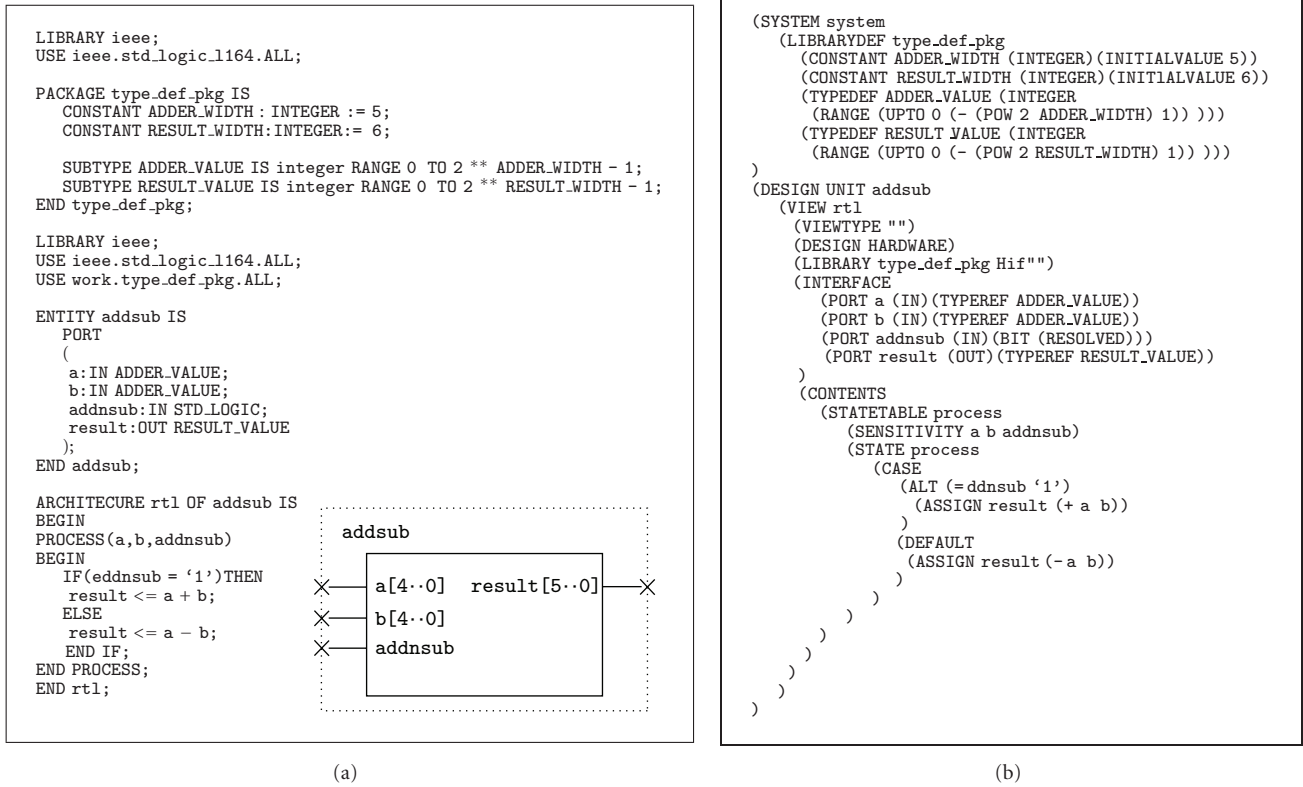 LIBRARY ieee;
USE ieee.std_logic_l164.ALL;
PACKAGE type_def_pkg IS
CONSTANT ADDER_WIDTH : INTEGER := 5;
CONSTANT RESULT_WIDTH:INTEGER:= 6;
SUBTYPE ADDER_VALUE IS integer RANGE 0 TO 2 ** ADDER_WIDTH - 1;
SUBTYPE RESULT_VALUE IS integer RANGE 0 TO 2 ** RESULT_WIDTH - 1;
END type_def_pkg;
LIBRARY ieee;
USE ieee.std_logic_l164.ALL;
USE work.type_def_pkg.ALL;
ENTITY addsub IS
PORT
(
a:IN ADDER_VALUE;
b:IN ADDER_VALUE;
addnsub:IN STD_LOGIC;
result:OUT RESULT_VALUE
);
END addsub;
ARCHITECURE rtl OF addsub IS
BEGIN
PROCESS(a,b,addnsub)
BEGIN
IF(eddnsub = ‘1’)THEN
result <= a + b;
ELSE
result <= a − b;
END IF;
END PROCESS;
END rtl;
addsub
a[4··0] result[5··0]
b[4··0]
addnsub
(a)
(SYSTEM system
(LIBRARYDEF type_def_pkg
(CONSTANT ADDER_WIDTH (INTEGER)(INITIALVALUE 5))
(CONSTANT RESULT_WIDTH (INTEGER)(INITlALVALUE 6))
(TYPEDEF ADDER_VALUE (INTEGER
(RANGE (UPTO 0 (- (POW 2 ADDER_WIDTH) 1)) )))
(TYPEDEF RESULT_VALUE (INTEGER
(RANGE (UPTO 0 (- (POW 2 RESULT_WIDTH) 1)) )))
)
(DESIGN UNIT addsub
(VIEW rtl
(VIEWTYPE "")
(DESIGN HARDWARE)
(LIBRARY type_def_pkg Hif"")
(INTERFACE
(PORT a (IN)(TYPEREF ADDER_VALUE))
(PORT b (IN)(TYPEREF ADDER_VALUE))
(PORT addnsub (IN)(BIT (RESOLVED)))
(PORT result (OUT)(TYPEREF RESULT_VALUE))
)
(CONTENTS
(STATETABLE process
(SENSITIVITY a b addnsub)
(STATE process
(CASE
(ALT (= ddnsub ‘1’)
(ASSIGN result (+ a b))
)
(DEFAULT
(ASSIGN result (- a b))
)
)
)
)
)
)
)
)
(b)